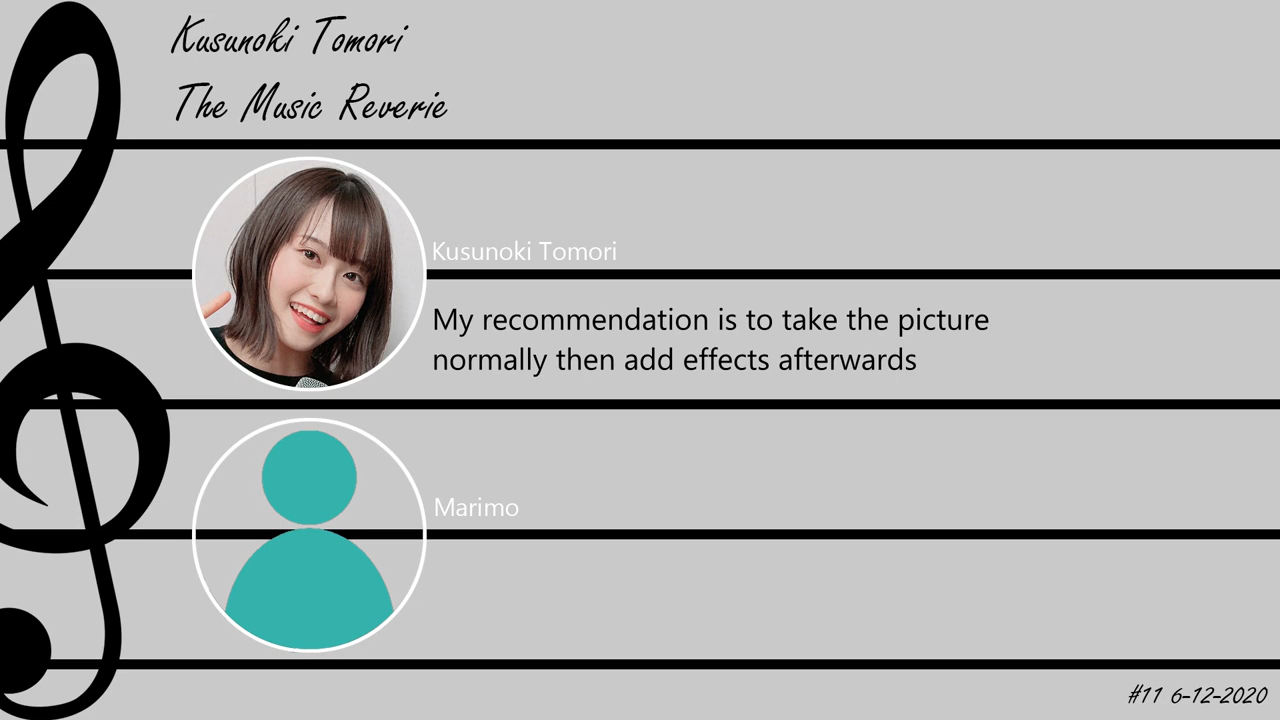 Kusunoki Tomori
The Music Reverie
Kusunoki Tomori
My recommendation is to take the picture
normally then add effects afterwards
Marimo
#11 6-12-2020